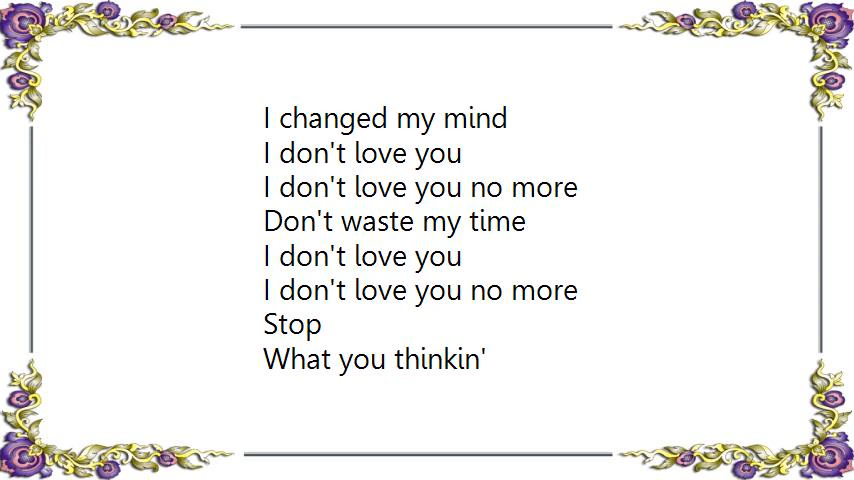 I changed my mind
I don't love you
I don't love you no more
Don't waste my time
I don't love you
I don't love you no more
Stop
What you thinkin'